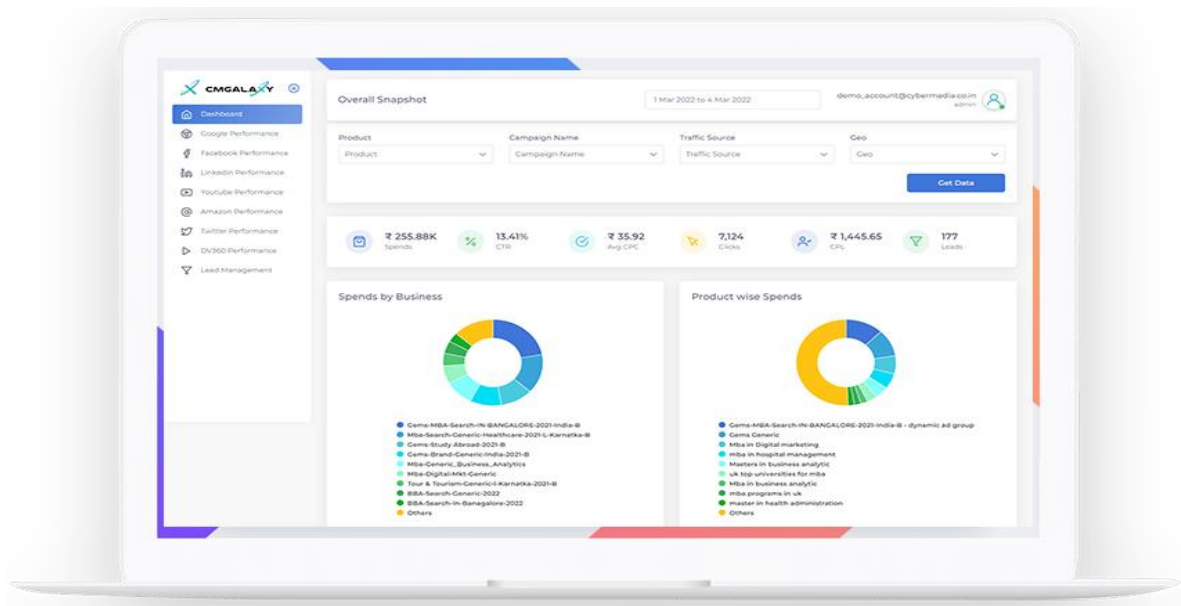 CMGALAXY
Dashboard
Google Performance
Facebook Performance
Linkedin Performance
Youtube Performance
Amazon Performance
Twitter Performance
DV360 Performance
Lead Management
Overall Snapshot
1 Mar 2022 to 4 Mar 2022
demo_account@cybermedia.co.in
admin
Product
Campaign Name
Traffic Source
Geo
Product
Campaign Name
Traffic Source
Geo
Get Data
₹ 255.88K
Spends
13.41%
CTR
₹ 35.92
Avg CPC
7,124
Clicks
₹ 1,445.65
CPL
177
Leads
Spends by Business
Gems-MBA-Search-IN-BANGALORE-2021-India-B
Mba-Search-Generic-Healthcare-2021-L-Karnatka-B
Gems-Study Abroad-2021-B
Gems-Brand-Generic-India-2021-B
Mba-Generic_Business_Analytics
Mba-Digital-Mkt-Generic
Tour & Tourism-Generic-I-Karnatka-2021-B
BBA-Search-Generic-2022
BBA-Search-In-Banagalore-2022
Others
Product wise Spends
Gems-MBA-Search-IN-BANGALORE-2021-India-B - dynamic ad group
Gems Generic
Mba in Digital marketing
mba in hospital management
Masters in business analytic
uk top universities for mba
Mba in business analytic
mba programs in uk
master in health administration
Others